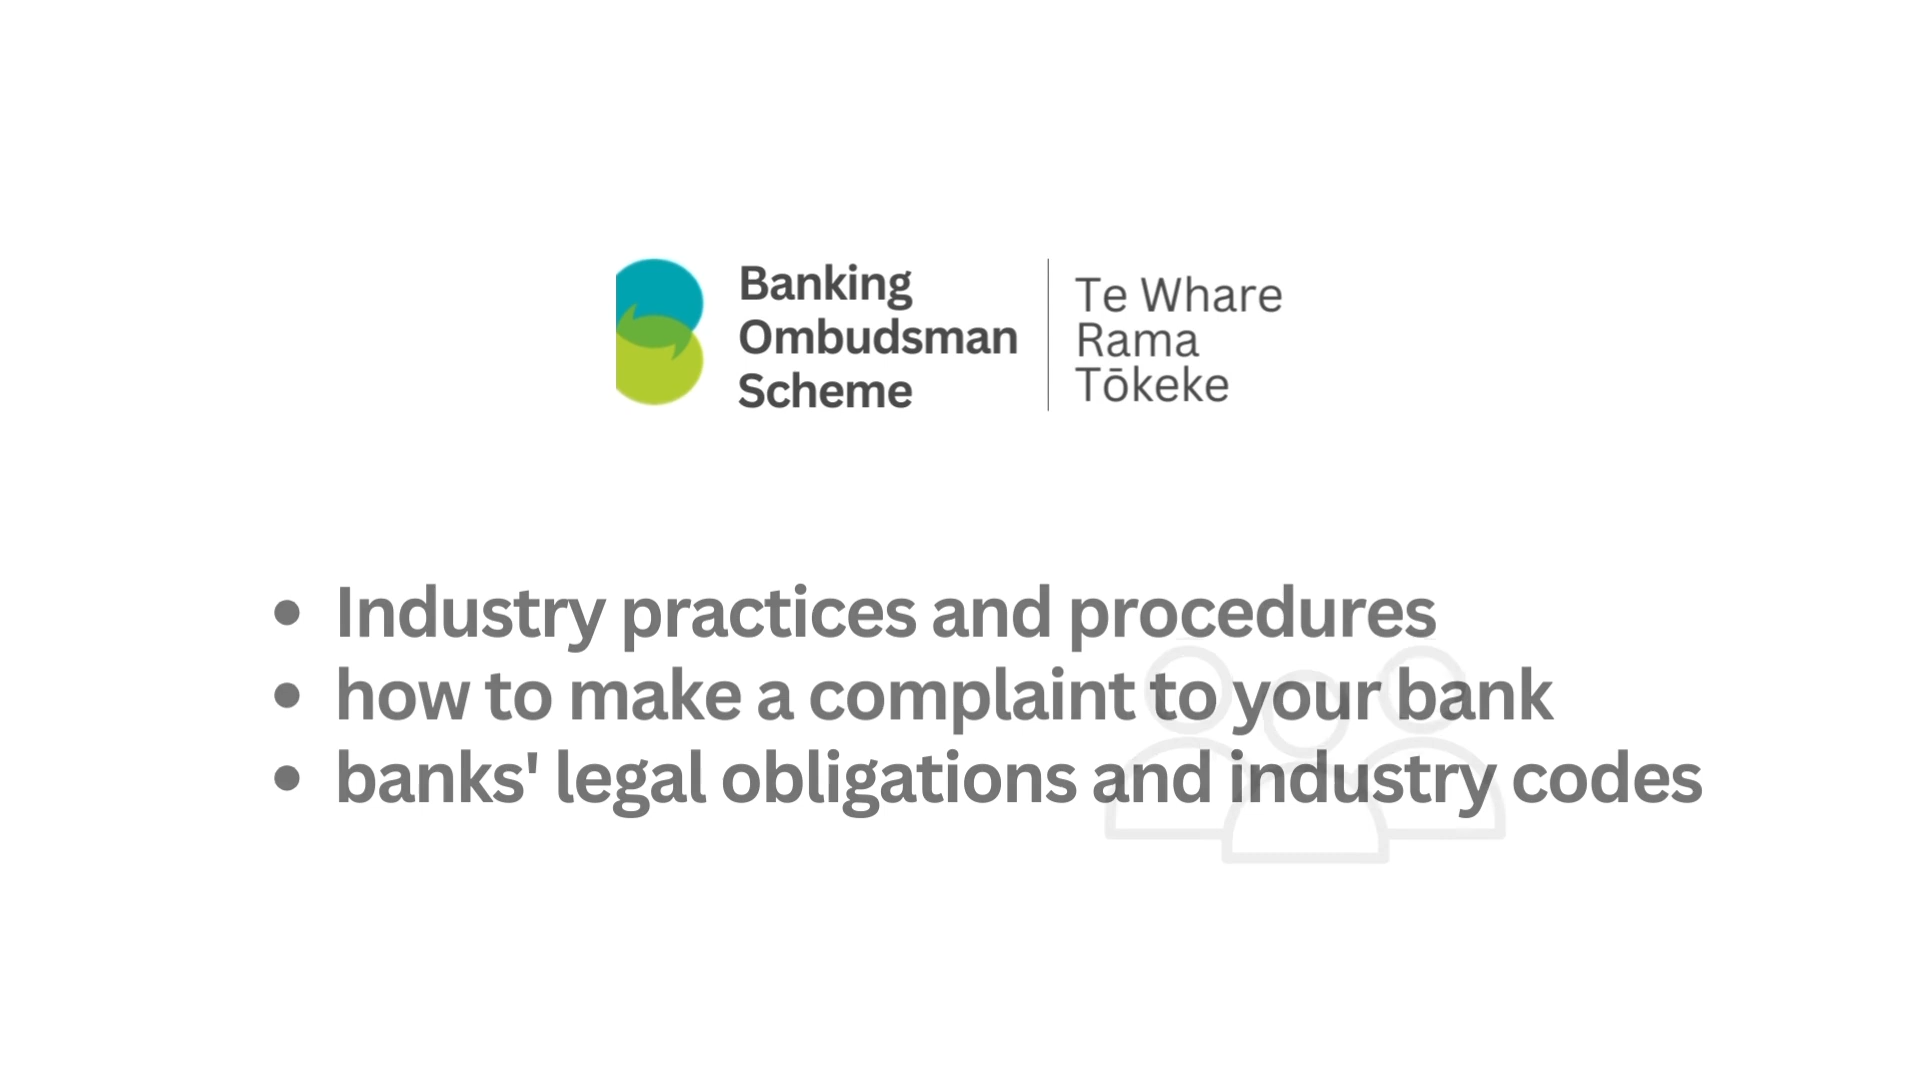 Banking
Ombudsman
Scheme
Te Whare
Rama
Tōkeke
• Industry practices and procedures
• how to make a complaint to your bank
• banks' legal obligations and industry codes